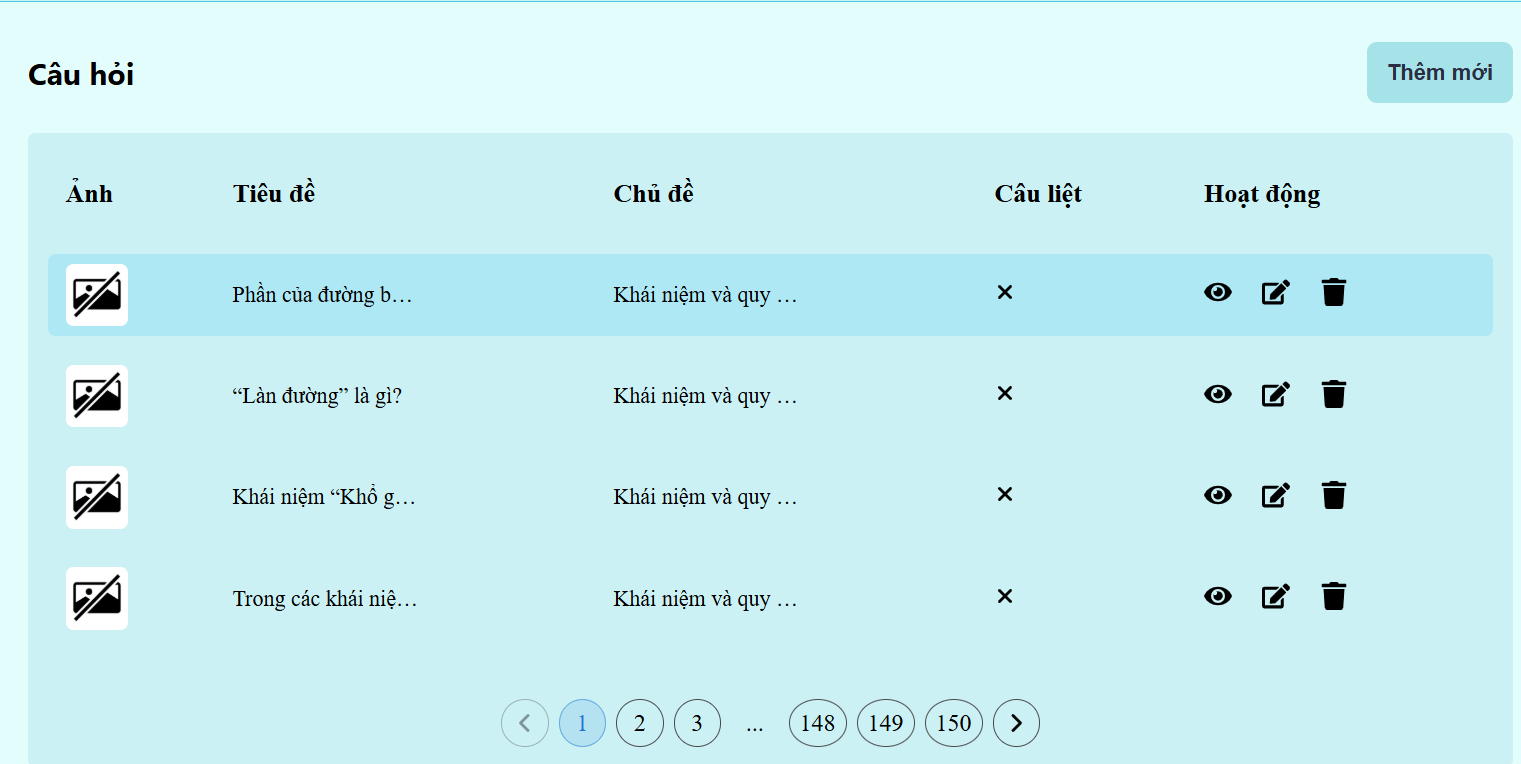 Câu hỏi
Thêm mới
Ảnh Tiêu đề Chủ đề Câu liệt Hoạt động
Phần của đường b… Khái niệm và quy …
“Làn đường” là gì? Khái niệm và quy …
Khái niệm “Khổ g… Khái niệm và quy …
Trong các khái niệ… Khái niệm và quy …
1 2 3 ... 148 149 150